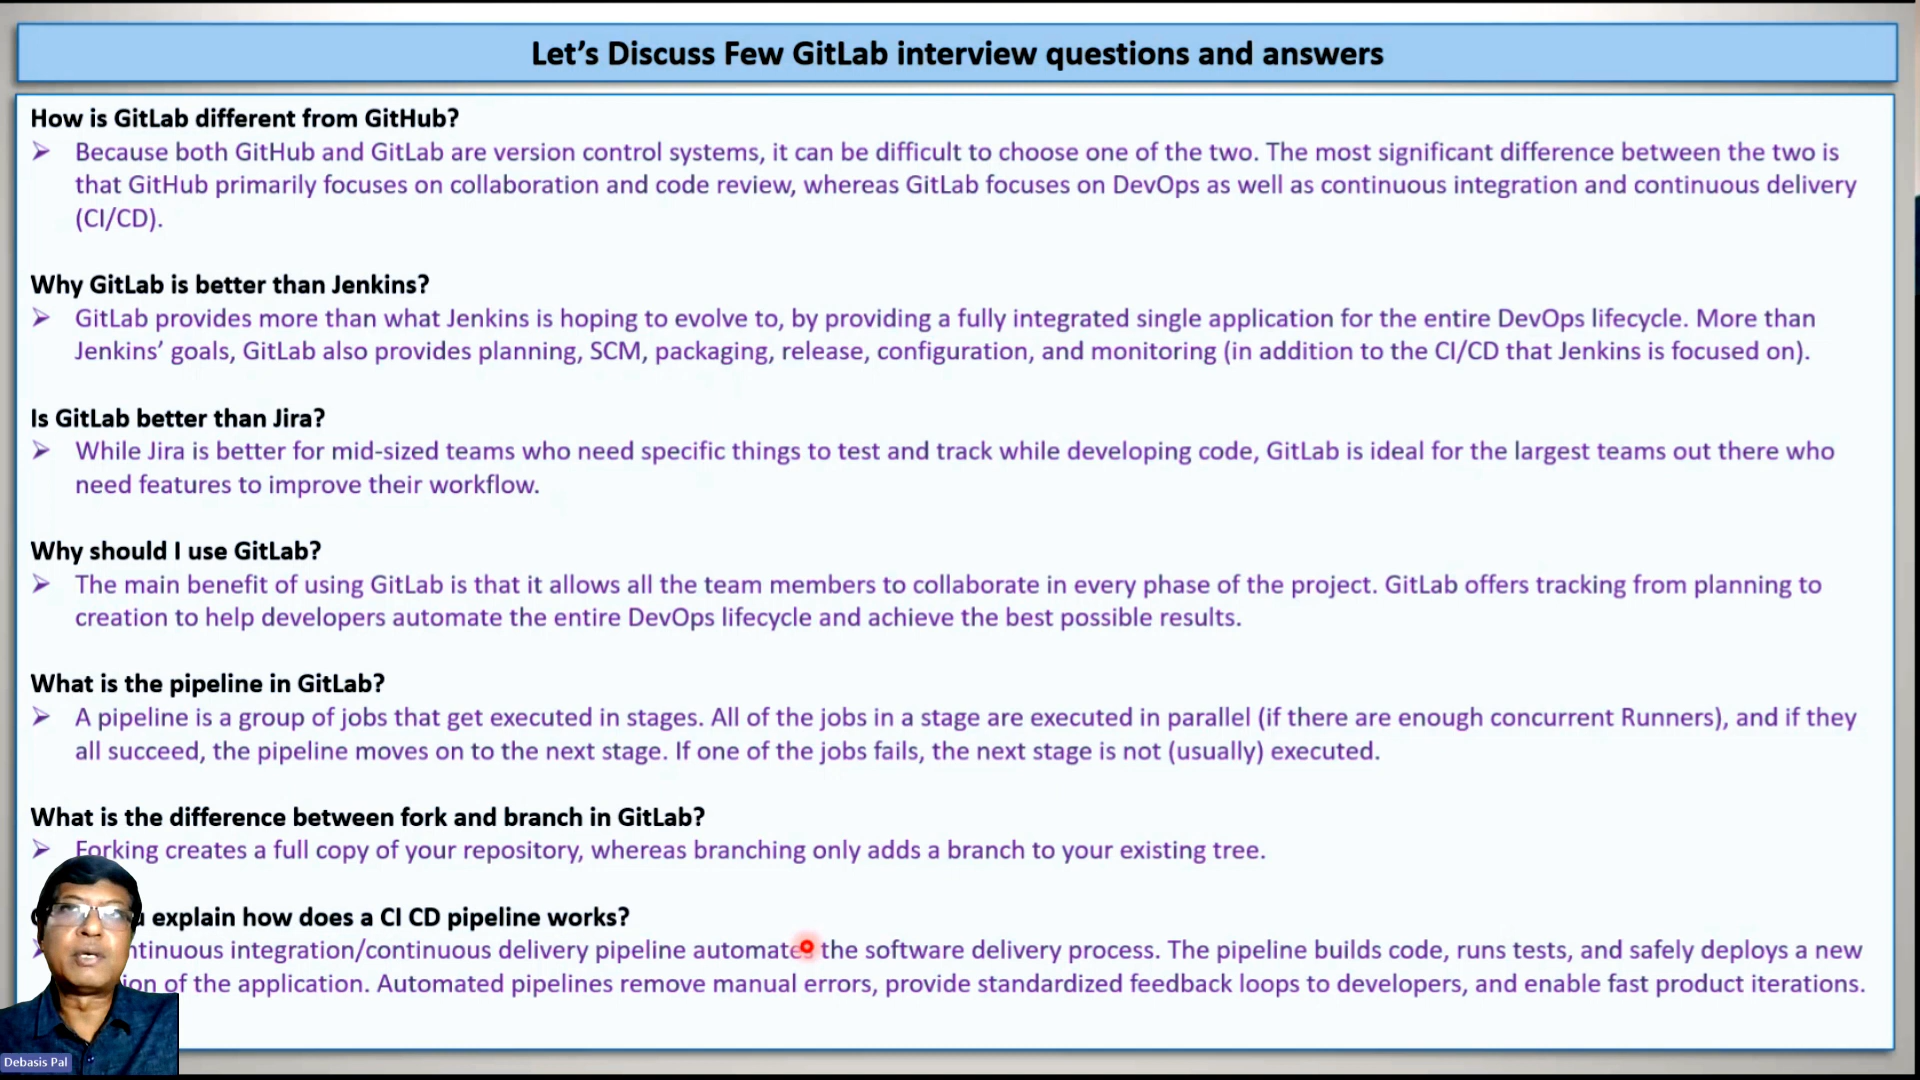 Let's Discuss Few GitLab interview questions and answers
How is GitLab different from GitHub?
➢ Because both GitHub and GitLab are version control systems, it can be difficult to choose one of the two. The most significant difference between the two is
that GitHub primarily focuses on collaboration and code review, whereas GitLab focuses on DevOps as well as continuous integration and continuous delivery
(CI/CD).
Why GitLab is better than Jenkins?
➢ GitLab provides more than what Jenkins is hoping to evolve to, by providing a fully integrated single application for the entire DevOps lifecycle. More than
Jenkins' goals, GitLab also provides planning, SCM, packaging, release, configuration, and monitoring (in addition to the CI/CD that Jenkins is focused on).
Is GitLab better than Jira?
➢ While Jira is better for mid-sized teams who need specific things to test and track while developing code, GitLab is ideal for the largest teams out there who
need features to improve their workflow.
Why should I use GitLab?
➢ The main benefit of using GitLab is that it allows all the team members to collaborate in every phase of the project. GitLab offers tracking from planning to
creation to help developers automate the entire DevOps lifecycle and achieve the best possible results.
What is the pipeline in GitLab?
➢ A pipeline is a group of jobs that get executed in stages. All of the jobs in a stage are executed in parallel (if there are enough concurrent Runners), and if they
all succeed, the pipeline moves on to the next stage. If one of the jobs fails, the next stage is not (usually) executed.
What is the difference between fork and branch in GitLab?
➢ Forking creates a full copy of your repository, whereas branching only adds a branch to your existing tree.
explain how does a CI CD pipeline works?
integration/continuous delivery pipeline automates the software delivery process. The pipeline builds code, runs tests, and safely deploys a new
of the application. Automated pipelines remove manual errors, provide standardized feedback loops to developers, and enable fast product iterations.
Debasis Pal